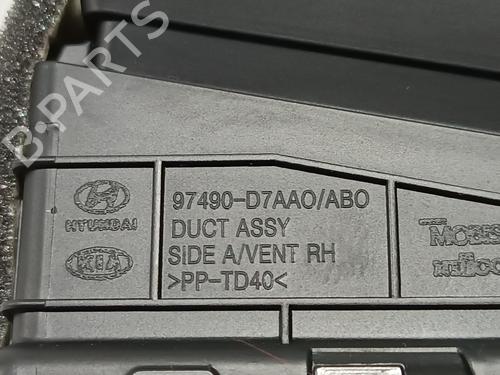 B-PARTS
97490-D7AA0/AB0
DUCT ASSY
HYUNDAI
SIDE A/VENT RH
KIA
>PP-TD40<